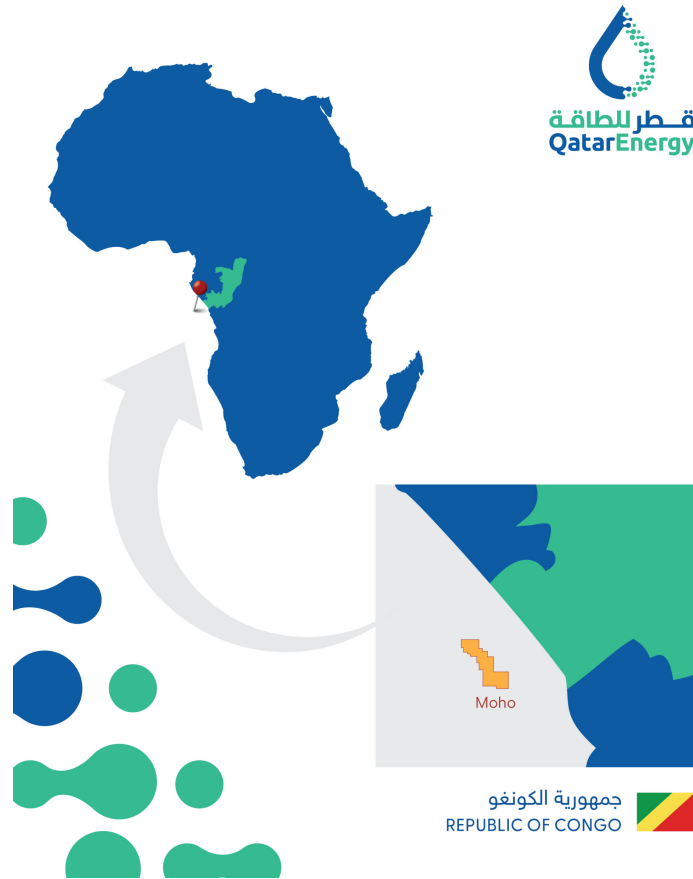 قطر للطاقة
QatarEnergy
Moho
جمهورية الكونغو
REPUBLIC OF CONGO